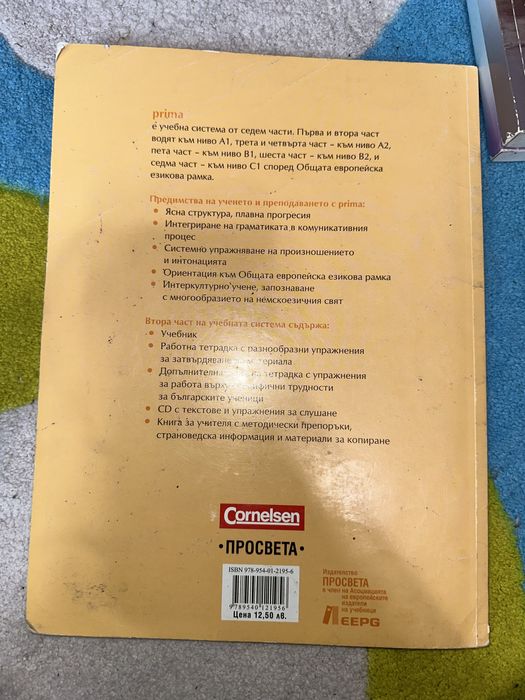 prima
е учебна система от седем части. Първа и втора част
водят към ниво А1, трета и четвърта част – към ниво А2,
пета част – към ниво В1, шеста част – към ниво В2, и
седма част – към ниво С1 според Общата европейска
езикова рамка.
Предимства на ученето и преподаването с prima:
• Ясна структура, плавна прогресия
• Интегриране на граматиката в комуникативния
процес
• Системно упражняване на произношението
и интонацията
• Ориентация към Общата европейска езикова рамка
• Интеркултурно учене, запознаване
с многообразието на немскоезичния свят
Втора част на учебната система съдържа:
• Учебник
• Работна тетрадка с разнообразни упражнения
за затвърдяване материала
• Допълнителна тетрадка с упражнения
за работа върху трудности
за българските ученици
• CD с текстове и упражнения за слушане
• Книга за учителя с методически препоръки,
страноведска информация и материали за копиране
Cornelsen
• ПРОСВЕТА •
ISBN 978-954-01-2195-6
9789540121956
Цена 12,50 лв.
Издателство
ПРОСВЕТА
е член на Асоциацията
на европейските
издатели
на учебници
EEPG